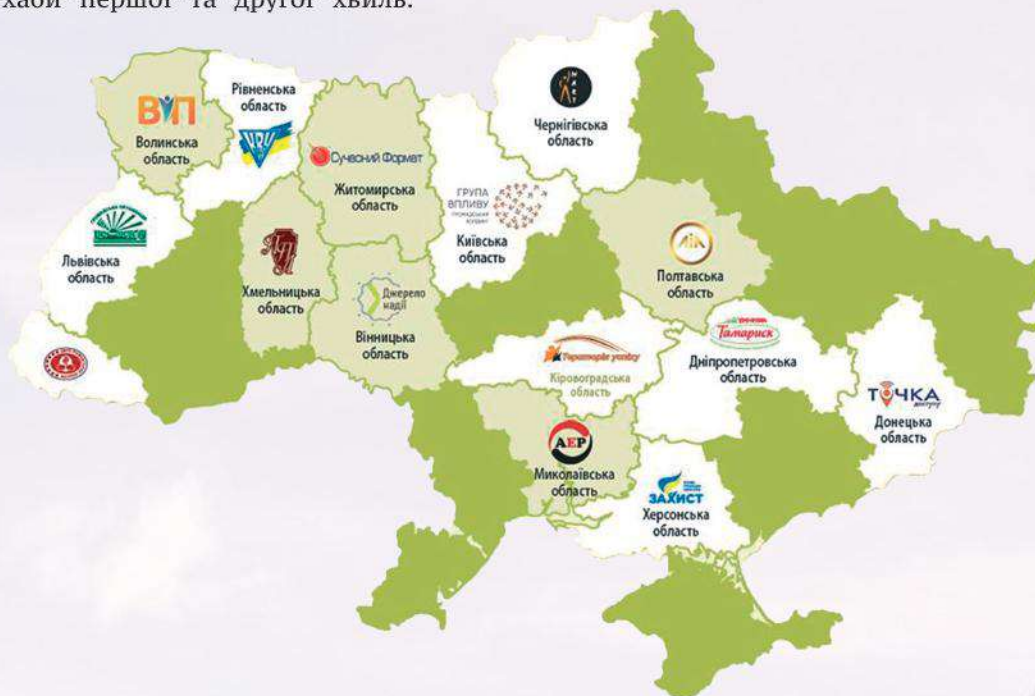 хаби першої та другої хвиль.
ВІП
Волинська
область
Рівненська
область
Сучасний Формат
Житомирська
область
ГРУПА
ВПЛИВУ
Київська
область
Чернігівська
область
Львівська
область
Хмельницька
область
Джерело
надії
Вінницька
область
Полтавська
область
Територія успіху
Кіровоградська
область
Тамариск
Дніпропетровська
область
ТОЧКА
доступу
Донецька
область
АЕР
Миколаївська
область
ЗАХИСТ
Херсонська
область